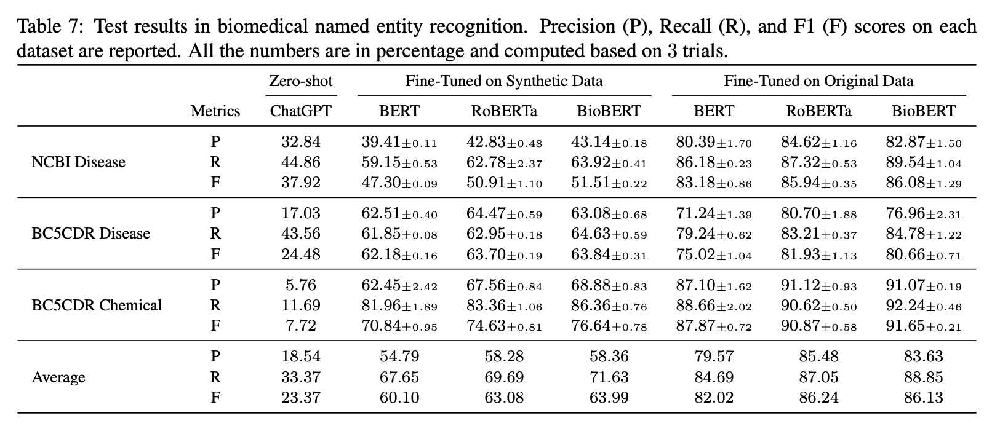 Table 7: Test results in biomedical named entity recognition. Precision (P), Recall (R), and F1 (F) scores on each
dataset are reported. All the numbers are in percentage and computed based on 3 trials.
Zero-shot Fine-Tuned on Synthetic Data Fine-Tuned on Original Data
Metrics ChatGPT BERT RoBERTa BioBERT BERT RoBERTa BioBERT
P 32.84 39.41±0.11 42.83±0.48 43.14±0.18 80.39±1.70 84.62±1.16 82.87±1.50
NCBI Disease R 44.86 59.15±0.53 62.78±2.37 63.92±0.41 86.18±0.23 87.32±0.53 89.54±1.04
F 37.92 47.30±0.09 50.91±1.10 51.51±0.22 83.18±0.86 85.94±0.35 86.08±1.29
P 17.03 62.51±0.40 64.47±0.59 63.08±0.68 71.24±1.39 80.70±1.88 76.96±2.31
BC5CDR Disease R 43.56 61.85±0.08 62.95±0.18 64.63±0.59 79.24±0.62 83.21±0.37 84.78±1.22
F 24.48 62.18±0.16 63.70±0.19 63.84±0.31 75.02±1.04 81.93±1.13 80.66±0.71
P 5.76 62.45±2.42 67.56±0.84 68.88±0.83 87.10±1.62 91.12±0.93 91.07±0.19
BC5CDR Chemical R 11.69 81.96±1.89 83.36±1.06 86.36±0.76 88.66±2.02 90.62±0.50 92.24±0.46
F 7.72 70.84±0.95 74.63±0.81 76.64±0.78 87.87±0.72 90.87±0.58 91.65±0.21
P 18.54 54.79 58.28 58.36 79.57 85.48 83.63
Average R 33.37 67.65 69.69 71.63 84.69 87.05 88.85
F 23.37 60.10 63.08 63.99 82.02 86.24 86.13